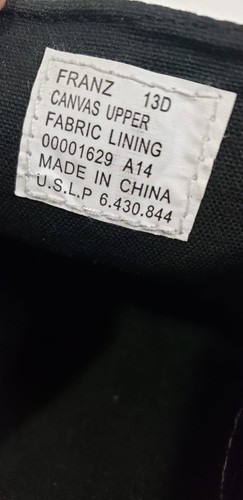 FRANZ 13D
CANVAS UPPER
FABRIC LINING
00001629 A14
MADE IN CHINA
U.S.L.P 6.430.844